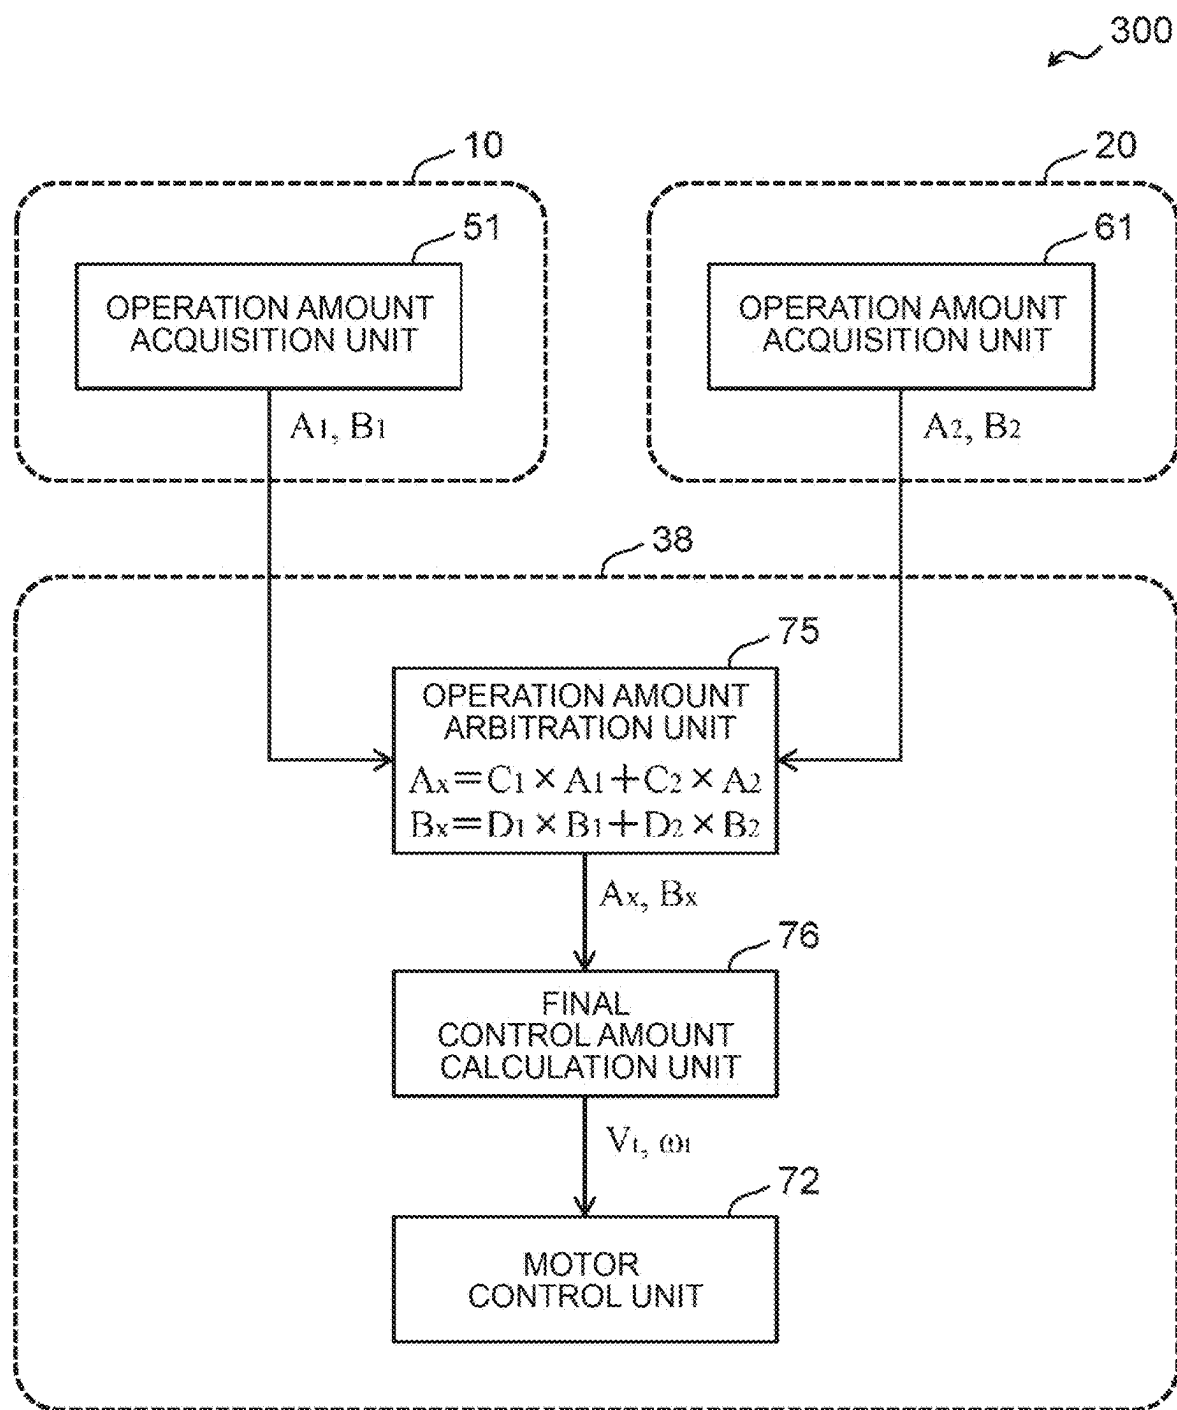 300
10
20
51
61
OPERATION AMOUNT
ACQUISITION UNIT
OPERATION AMOUNT
ACQUISITION UNIT
A1, B1
A2, B2
38
75
OPERATION AMOUNT
ARBITRATION UNIT
Ax=C1×A1+C2×A2
Bx=D1×B1+D2×B2
Ax, Bx
76
FINAL
CONTROL AMOUNT
CALCULATION UNIT
Vt, ωt
72
MOTOR
CONTROL UNIT